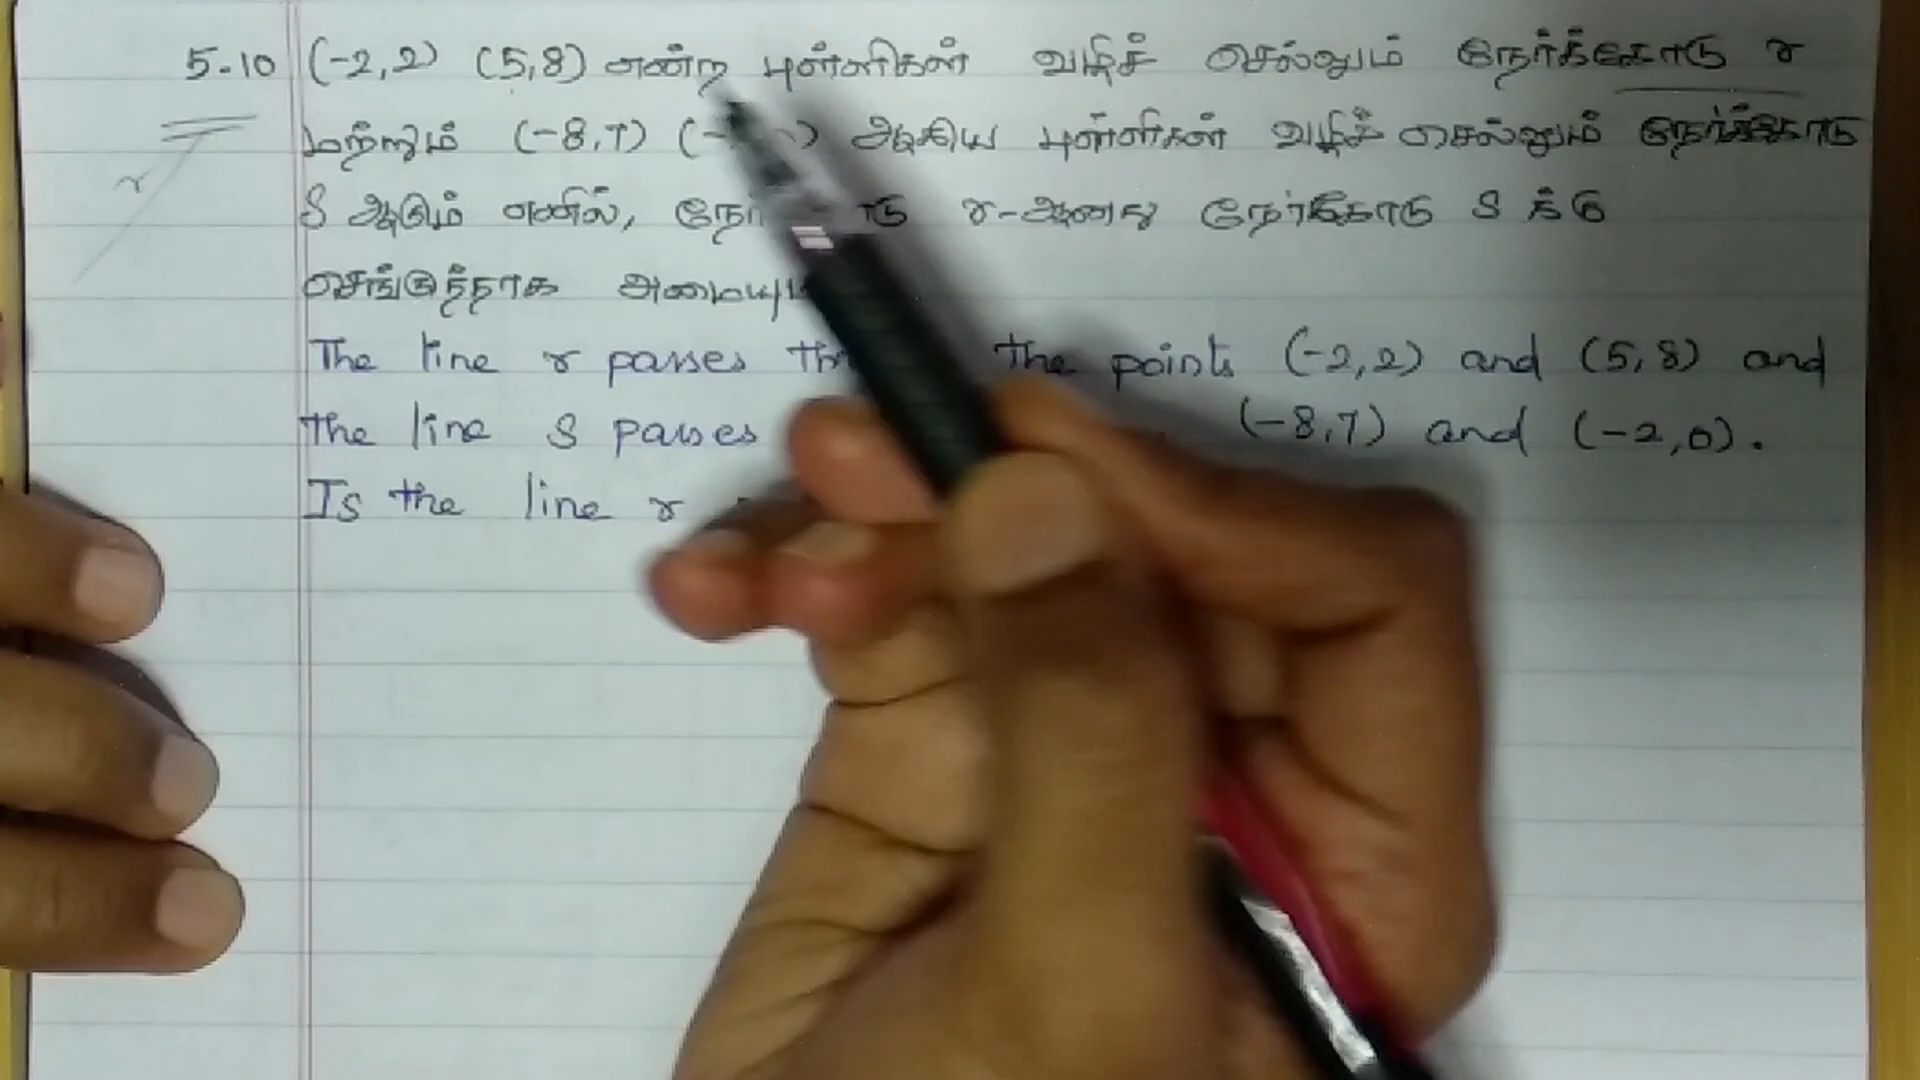 5.10 (-2,2) (5,8) என்ற புள்ளிகள் வழிச் செல்லும் நேர்க்கோடு r
மற்றும் (-8,7) ஆகிய புள்ளிகள் வழிச் செல்லும் நேர்க்கோடு
r
S ஆகும் எனில், r-ஆனது நேர்க்கோடு S க்கு
செங்குத்தாக
The line r passes the points (-2,2) and (5,8) and
the line S passes (-8,7) and (-2,0).
Is the line r